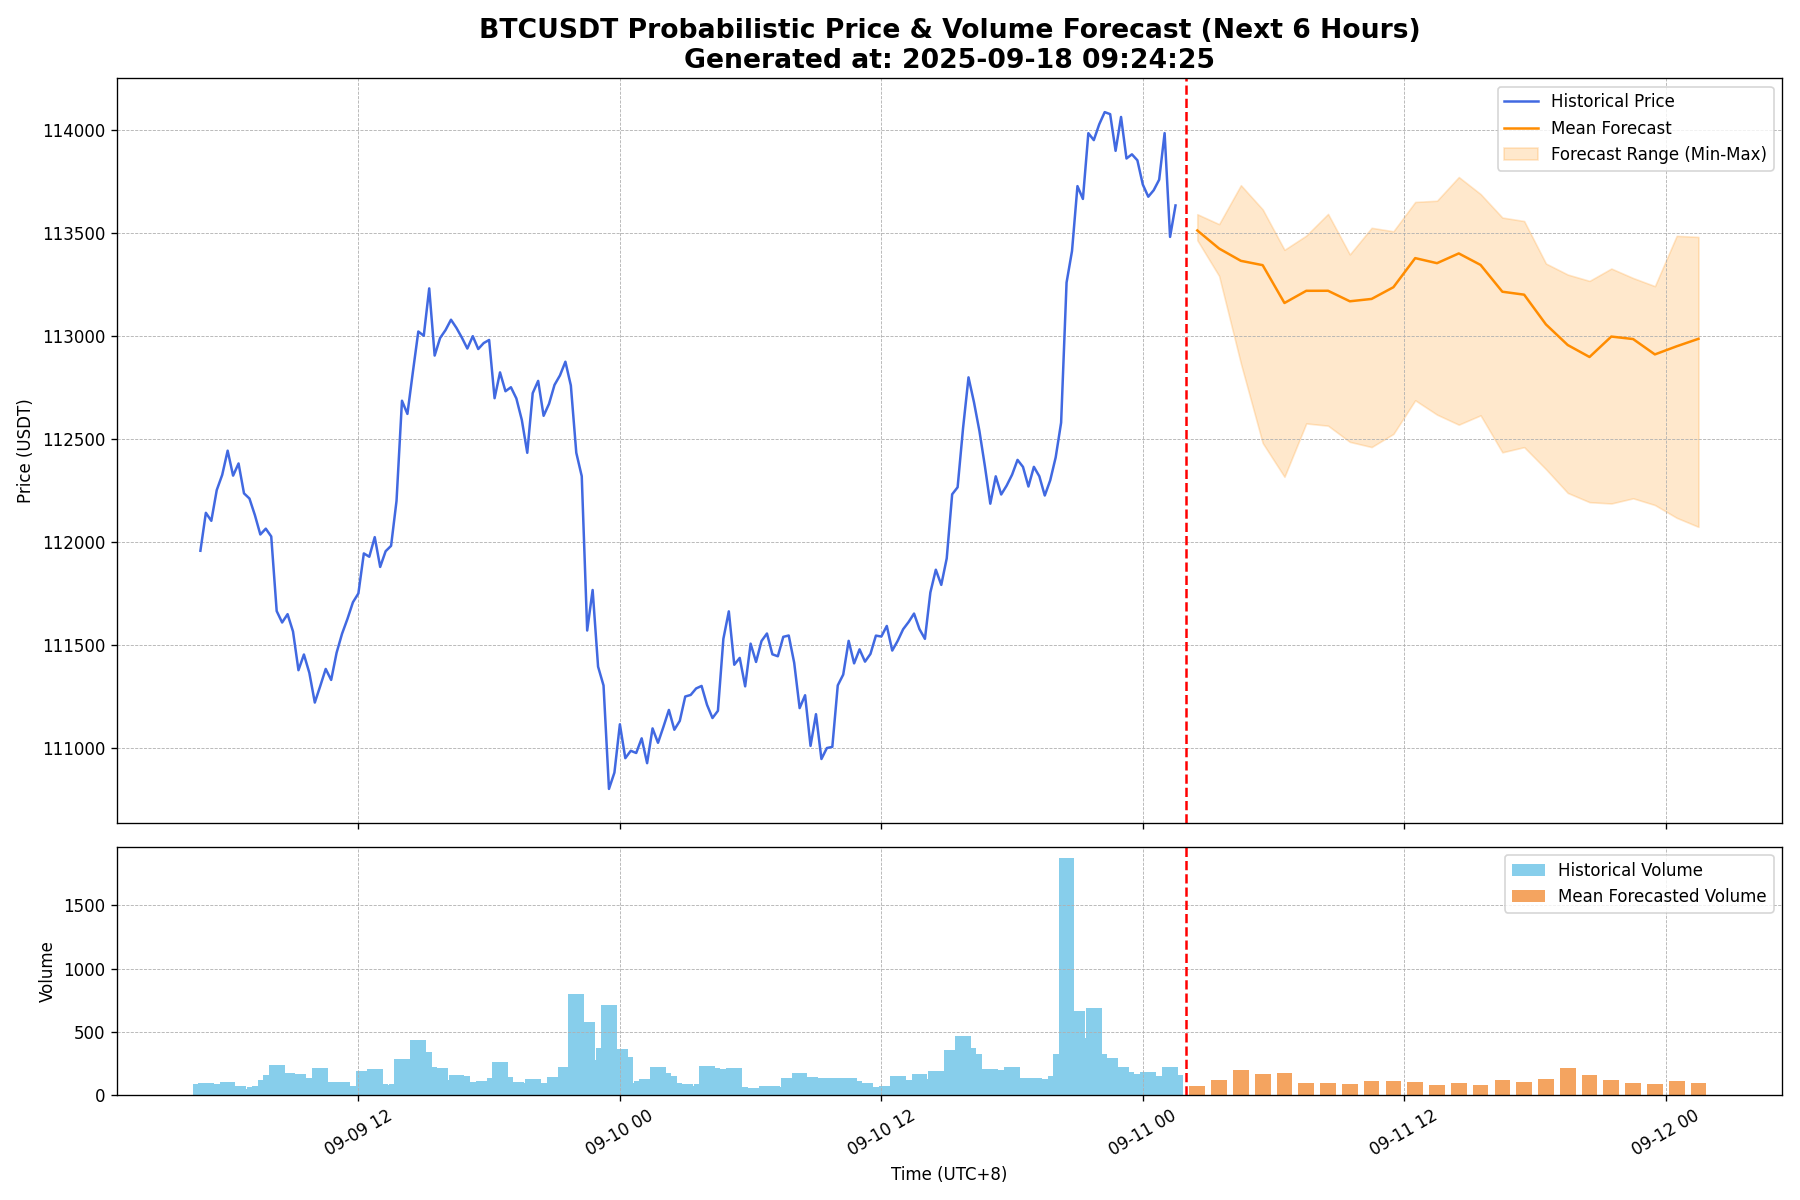 BTCUSDT Probabilistic Price & Volume Forecast (Next 6 Hours)
Generated at: 2025-09-18 09:24:25
Historical Price
Mean Forecast
Forecast Range (Min-Max)
114000
113500
113000
112500
112000
111500
111000
Price (USDT)
Historical Volume
Mean Forecasted Volume
1500
1000
500
0
Volume
09-09 12
09-10 00
09-10 12
09-11 00
09-11 12
09-12 00
Time (UTC+8)